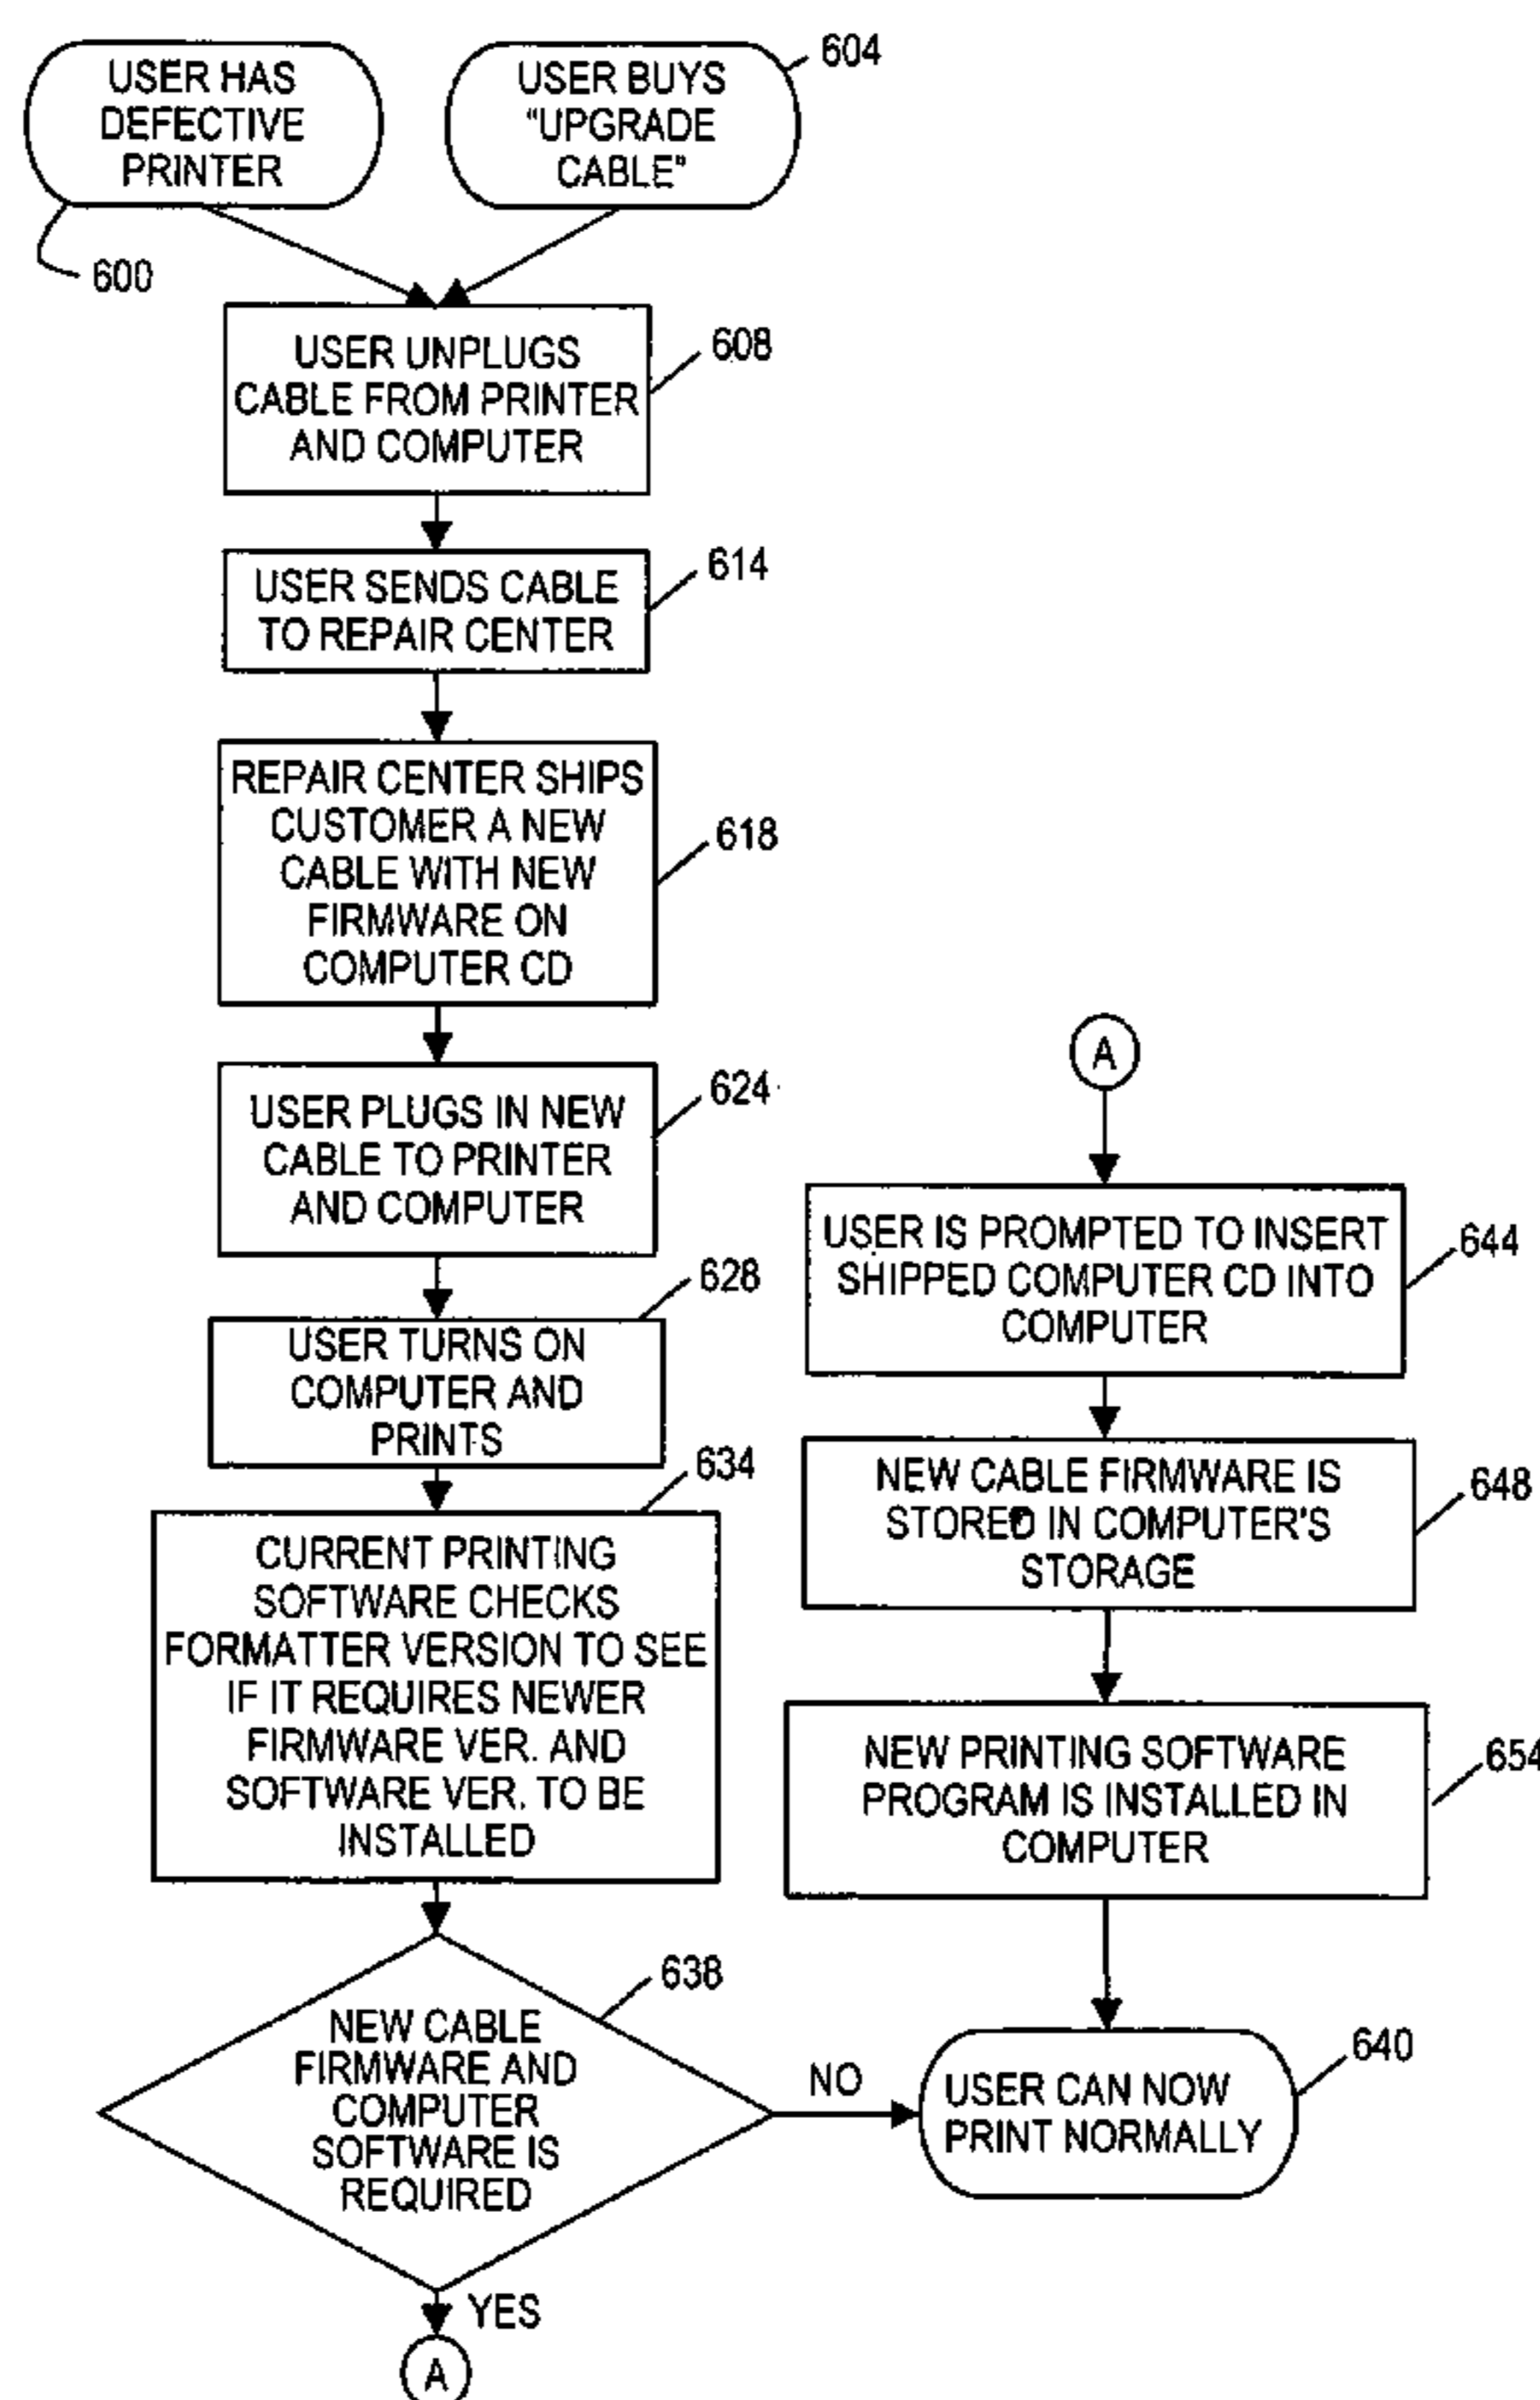 USER HAS
DEFECTIVE
PRINTER
600
USER BUYS
"UPGRADE
CABLE"
604
USER UNPLUGS
CABLE FROM PRINTER
AND COMPUTER
608
USER SENDS CABLE
TO REPAIR CENTER
614
REPAIR CENTER SHIPS
CUSTOMER A NEW
CABLE WITH NEW
FIRMWARE ON
COMPUTER CD
618
USER PLUGS IN NEW
CABLE TO PRINTER
AND COMPUTER
624
USER TURNS ON
COMPUTER AND
PRINTS
628
CURRENT PRINTING
SOFTWARE CHECKS
FORMATTER VERSION TO SEE
IF IT REQUIRES NEWER
FIRMWARE VER. AND
SOFTWARE VER. TO BE
INSTALLED
634
NEW CABLE
FIRMWARE AND
COMPUTER
SOFTWARE IS
REQUIRED
638
NO
YES
A
A
USER IS PROMPTED TO INSERT
SHIPPED COMPUTER CD INTO
COMPUTER
644
NEW CABLE FIRMWARE IS
STORED IN COMPUTER'S
STORAGE
648
NEW PRINTING SOFTWARE
PROGRAM IS INSTALLED IN
COMPUTER
654
USER CAN NOW
PRINT NORMALLY
640